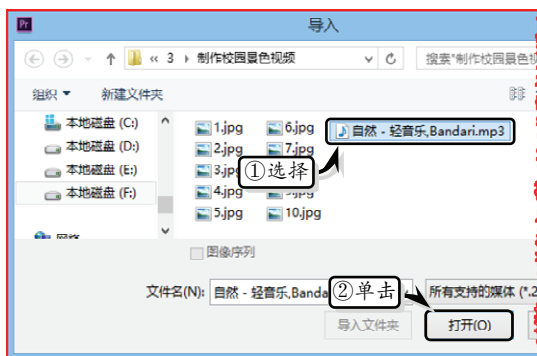 Pr 导入
« 3 › 制作校园景色视频
搜索"制作校园景色视
组织 新建文件夹
本地磁盘 (C:)
本地磁盘 (D:)
本地磁盘 (E:)
本地磁盘 (F:)
网络
1.jpg 6.jpg 自然 - 轻音乐,Bandari.mp3
2.jpg 7.jpg
3.jpg ①选择
4.jpg
5.jpg 10.jpg
图像序列
文件名(N): 自然 - 轻音乐,Banda ②单击 所有支持的媒体 (*.2
导入文件夹 打开(O)